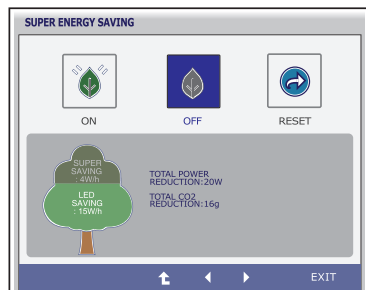 SUPER ENERGY SAVING
ON
OFF
RESET
SUPER
SAVING
: 4W/h
LED
SAVING
: 15W/h
TOTAL POWER
REDUCTION:20W
TOTAL CO2
REDUCTION:16g
EXIT